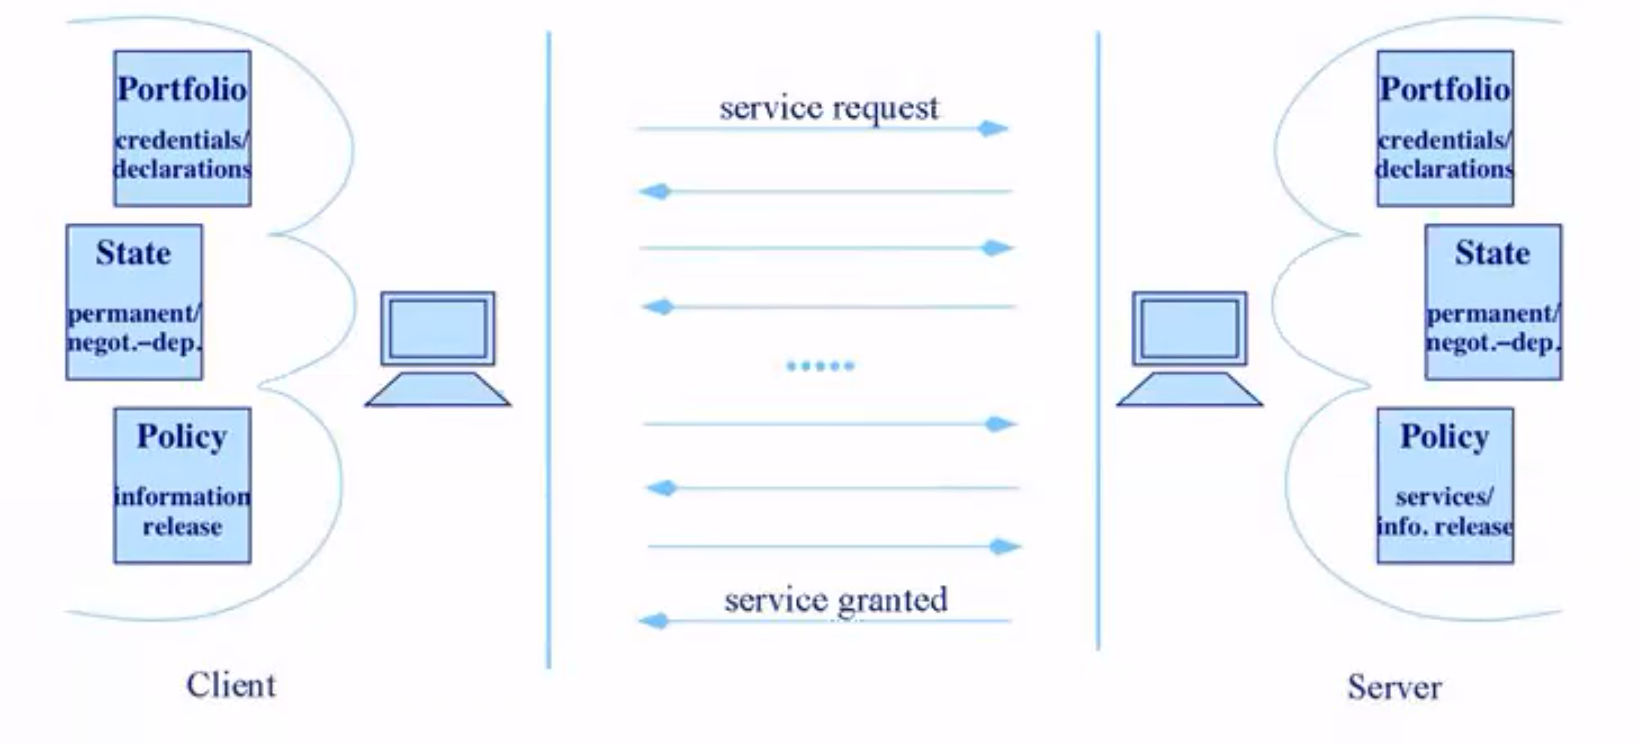 Portfolio
credentials/
declarations
State
permanent/
negot.–dep.
Policy
information
release
Client
service request
service granted
Portfolio
credentials/
declarations
State
permanent/
negot.–dep.
Policy
services/
info. release
Server